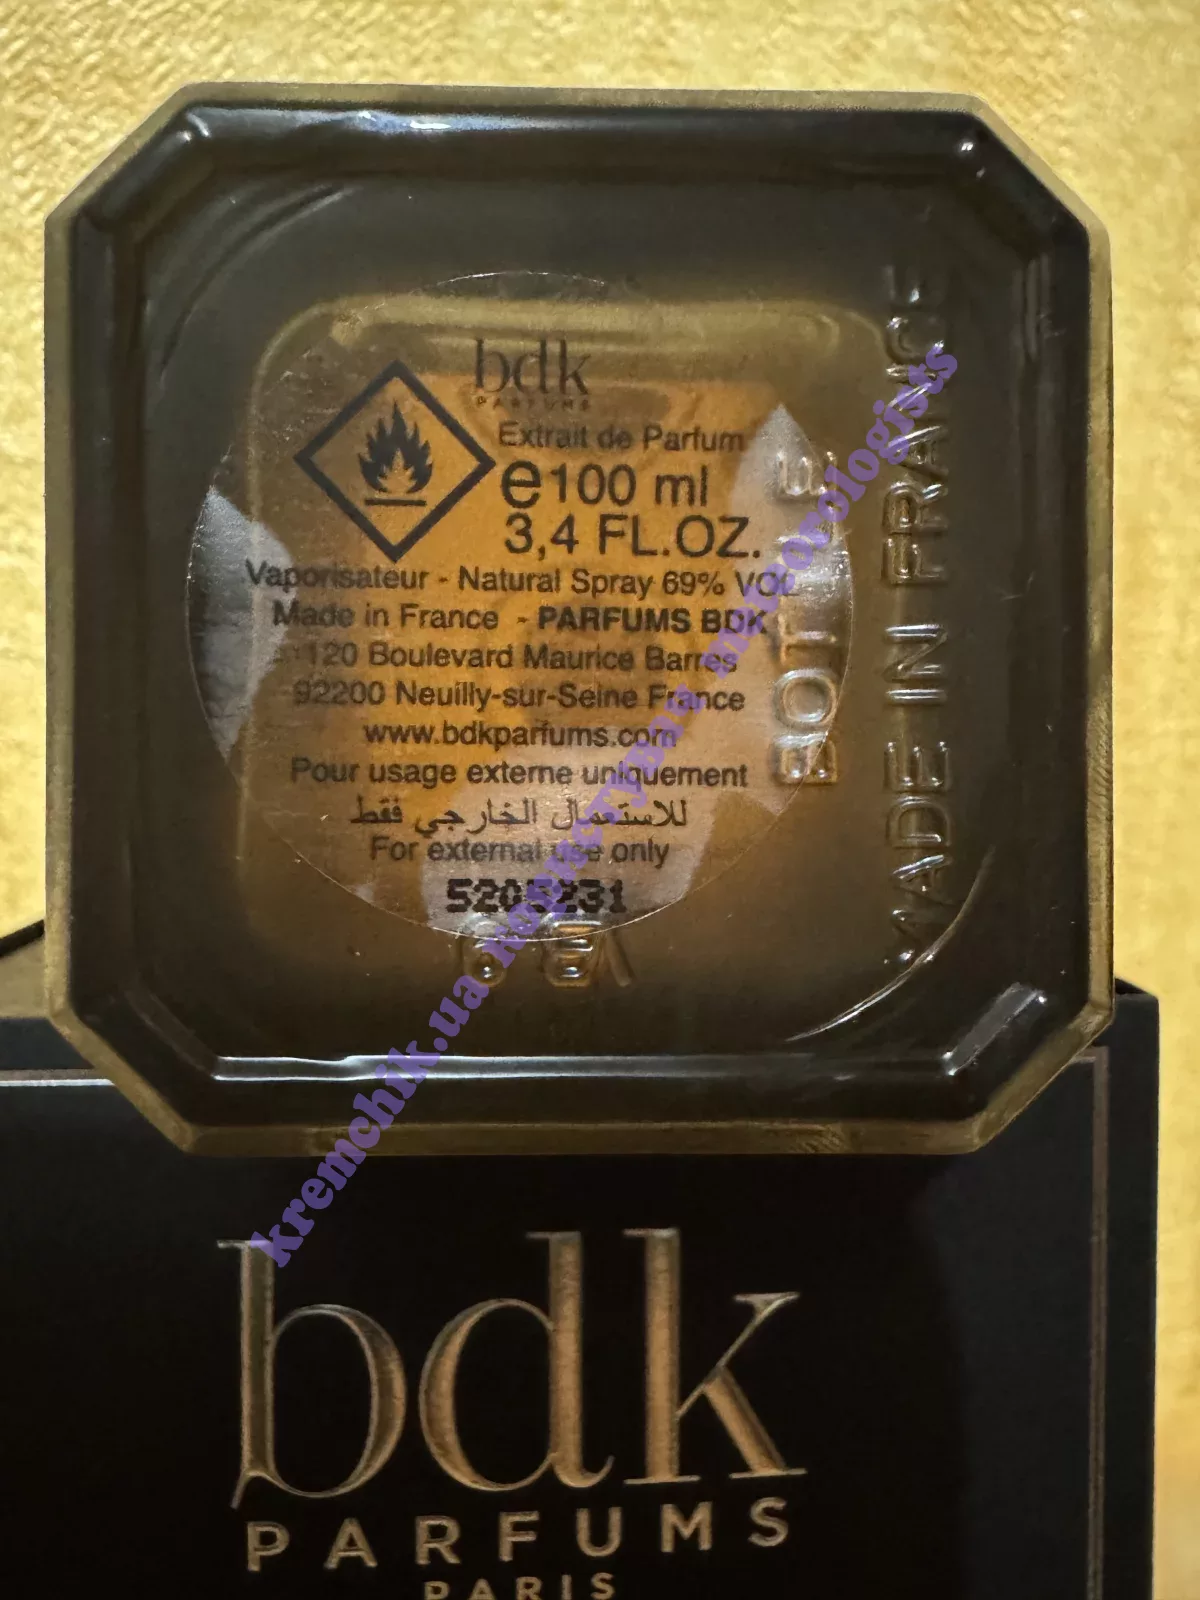 bdk
PARFUMS
Extrait de Parfum
e100 ml
3,4 FL.OZ.
Vaporisateur - Natural Spray 69% VOL
Made in France - PARFUMS BDK
120 Boulevard Maurice Barres
92200 Neuilly-sur-Seine France
www.bdkparfums.com
Pour usage externe uniquement
للاستعمال الخارجي فقط
For external use only
5205231
BOT
MADE IN FRANCE
kremchik.ua
meteorologists
bdk
PARFUMS
PARIS